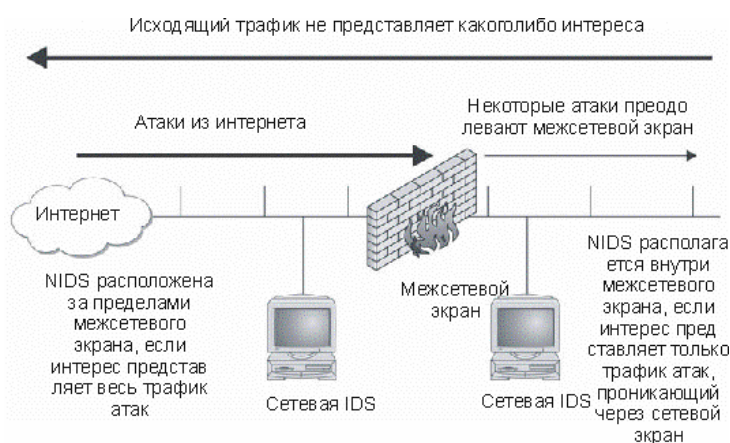 Исходящий трафик не представляет какоголибо интереса
Атаки из интернета
Некоторые атаки преодо
левают межсетевой экран
Интернет
NIDS расположена
за пределами
межсетевого
экрана, если
интерес представ
ляет весь трафик
атак
Сетевая IDS
Межсетевой
экран
Сетевая IDS
NIDS располага
ется внутри
межсетевого
экрана, если
интерес пред
ставляет только
трафик атак,
проникающий
через сетевой
экран